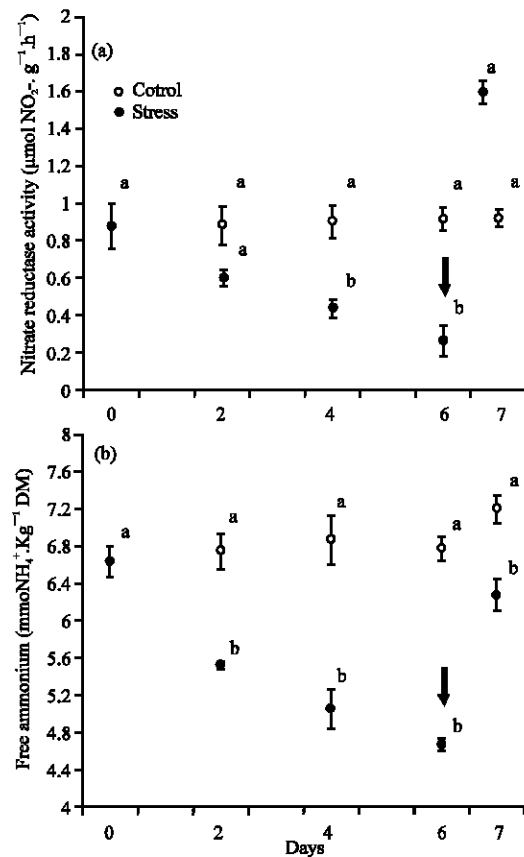 (a)
Cotrol
Stress
Nitrate reductase activity (µmol NO₂-. g⁻¹.h⁻¹)
2
1.8
1.6
1.4
1.2
1
0.8
0.6
0.4
0.2
0
a
a
a
a
a
a
a
b
b
0
2
4
6
7
(b)
Free ammonium (mmoNH₄⁺.Kg⁻¹ DM)
8
7.6
7.2
6.8
6.4
6
5.6
5.2
4.8
4.4
4
a
a
a
a
a
b
b
b
b
0
2
4
6
7
Days